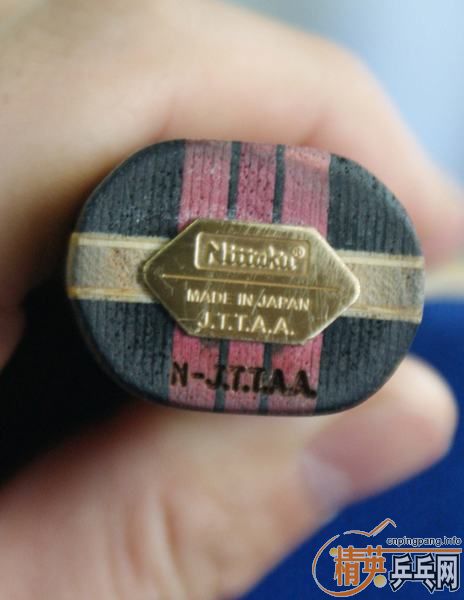 Nittaku®
MADE IN JAPAN
J.T.T.A.A.
N-J.T.T.A.A.
cnpingpang.info
精英乒乓网